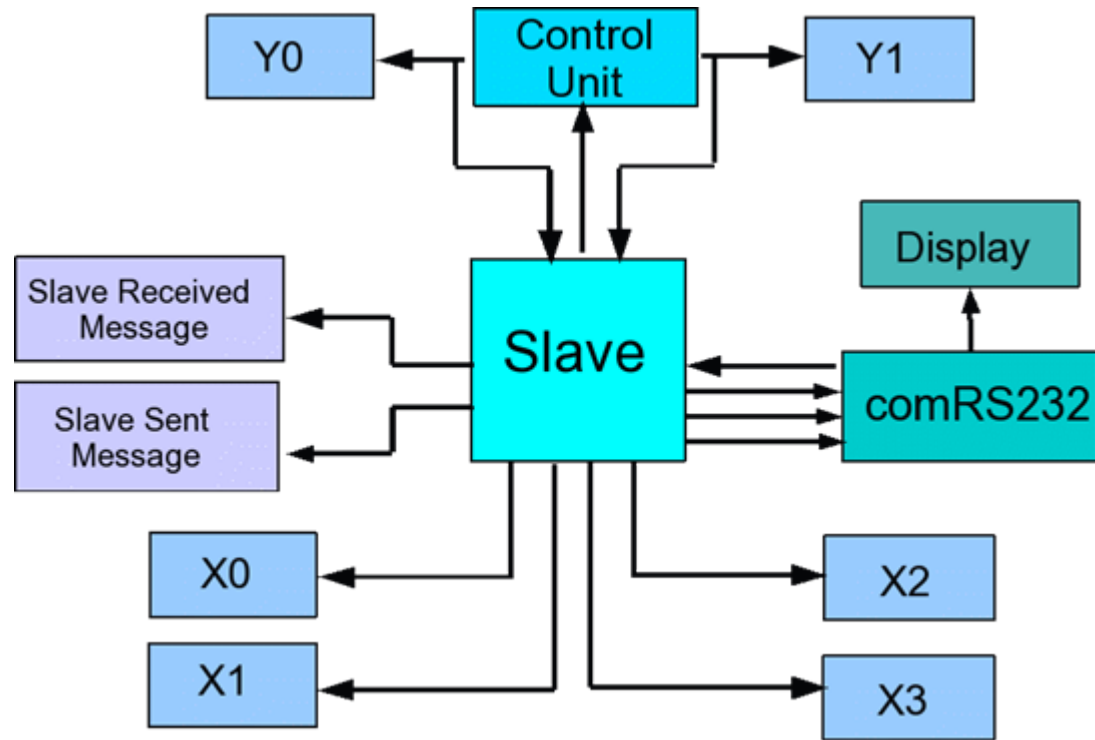 Y0
Control
Unit
Y1
Display
Slave Received
Message
Slave
comRS232
Slave Sent
Message
X0
X2
X1
X3